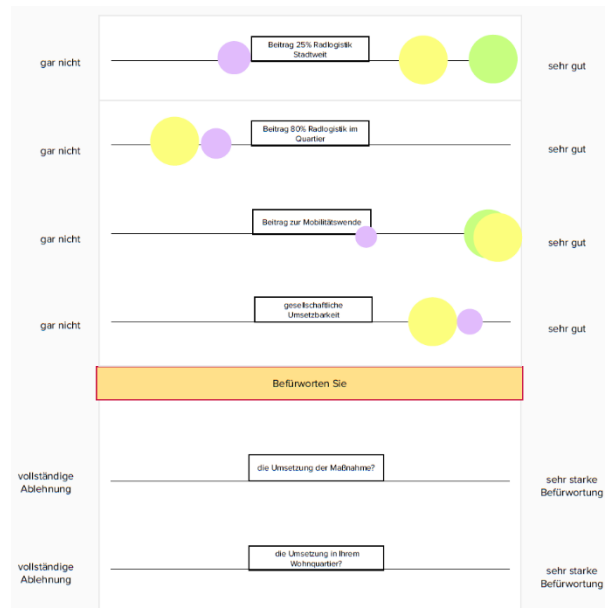 Beitrag 25% Radlogistik
Stadtweit
gar nicht
sehr gut
Beitrag 80% Radlogistik im
Quartier
gar nicht
sehr gut
Beitrag zur Mobilitätswende
gar nicht
sehr gut
gesellschaftliche
Umsetzbarkeit
gar nicht
sehr gut
Befürworten Sie
die Umsetzung der Maßnahme?
vollständige
Ablehnung
sehr starke
Befürwortung
die Umsetzung in Ihrem
Wohnquartier?
vollständige
Ablehnung
sehr starke
Befürwortung